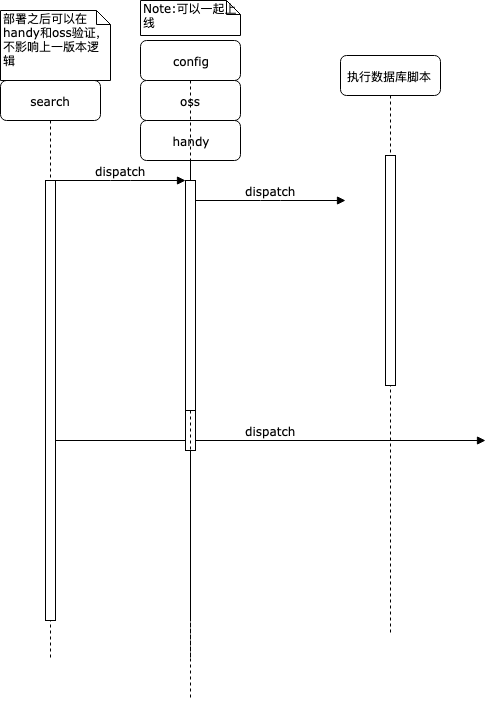 部署之后可以在
handy和oss验证,
不影响上一版本逻
辑
Note:可以一起上
线
config
执行数据库脚本
search
oss
handy
dispatch
dispatch
dispatch